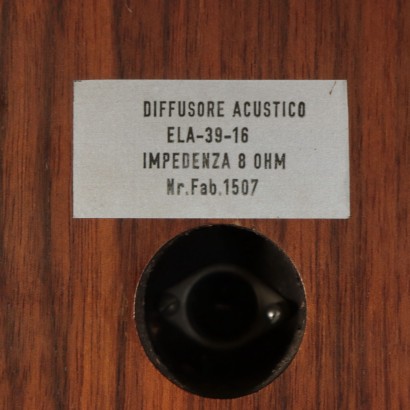 DIFFUSORE ACUSTICO
ELA-39-16
IMPEDENZA 8 OHM
Nr.Fab.1507